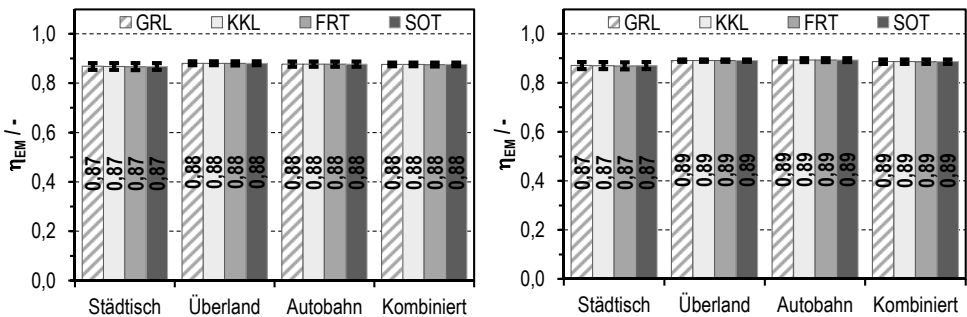 GRL KKL FRT SOT
1,0
0,8
0,6
0,4
0,2
0,0
ηEM / -
0,87 0,87 0,87 0,87 0,88 0,88 0,88 0,88 0,88 0,88 0,88 0,88 0,88 0,88 0,88 0,88
Städtisch Überland Autobahn Kombiniert
GRL KKL FRT SOT
1,0
0,8
0,6
0,4
0,2
0,0
ηEM / -
0,87 0,87 0,87 0,87 0,89 0,89 0,89 0,89 0,89 0,89 0,89 0,89 0,89 0,89 0,89 0,89
Städtisch Überland Autobahn Kombiniert